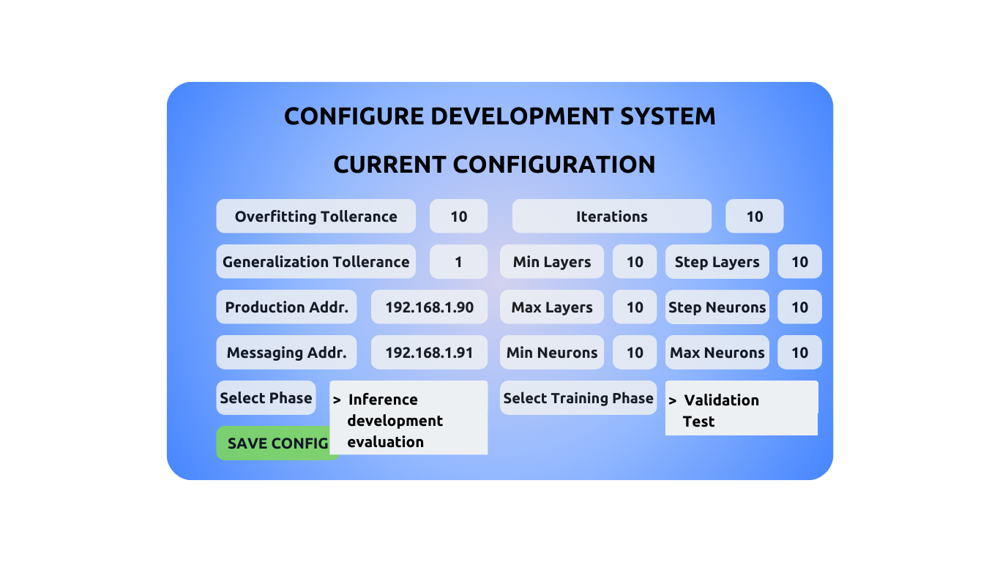 CONFIGURE DEVELOPMENT SYSTEM
CURRENT CONFIGURATION
Overfitting Tollerance 10 Iterations 10
Generalization Tollerance 1 Min Layers 10 Step Layers 10
Production Addr. 192.168.1.90 Max Layers 10 Step Neurons 10
Messaging Addr. 192.168.1.91 Min Neurons 10 Max Neurons 10
Select Phase > Inference Select Training Phase > Validation
development Test
SAVE CONFIG evaluation